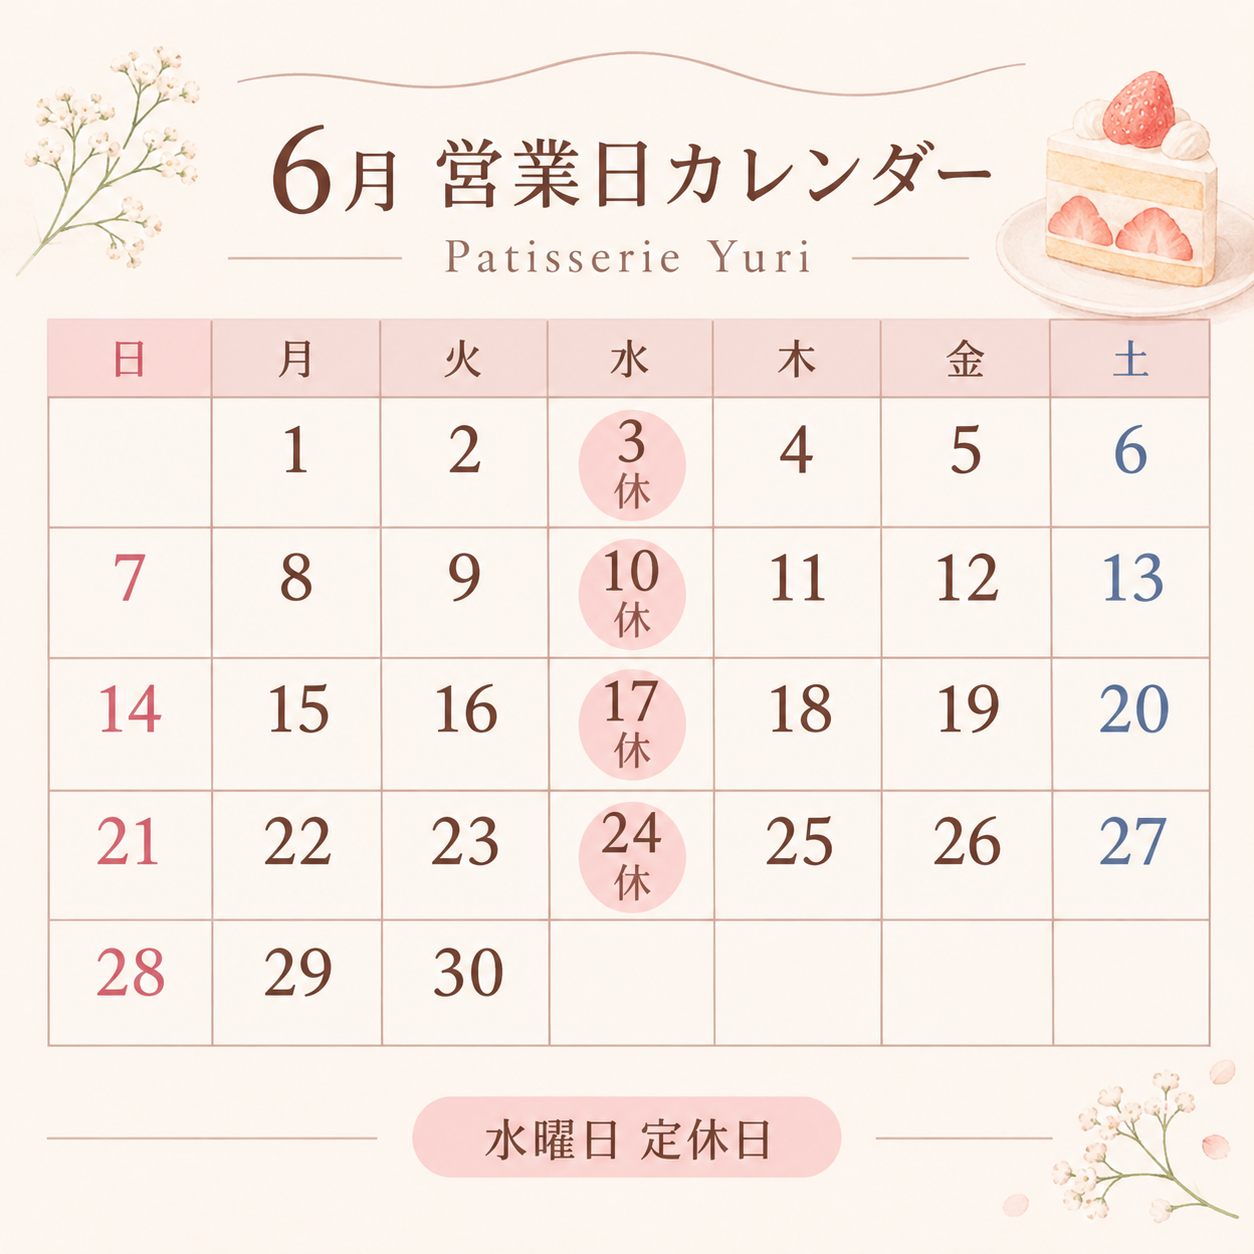 6月 営業日カレンダー
Patisserie Yuri
日 月 火 水 木 金 土
1 2 3 4 5 6
休
7 8 9 10 11 12 13
休
14 15 16 17 18 19 20
休
21 22 23 24 25 26 27
休
28 29 30
水曜日 定休日